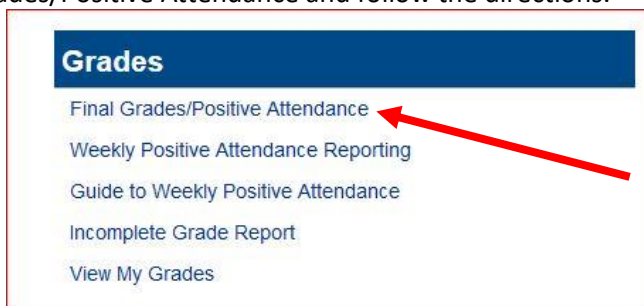 /Positive Attendance and follow the directions.
Grades
Final Grades/Positive Attendance
Weekly Positive Attendance Reporting
Guide to Weekly Positive Attendance
Incomplete Grade Report
View My Grades